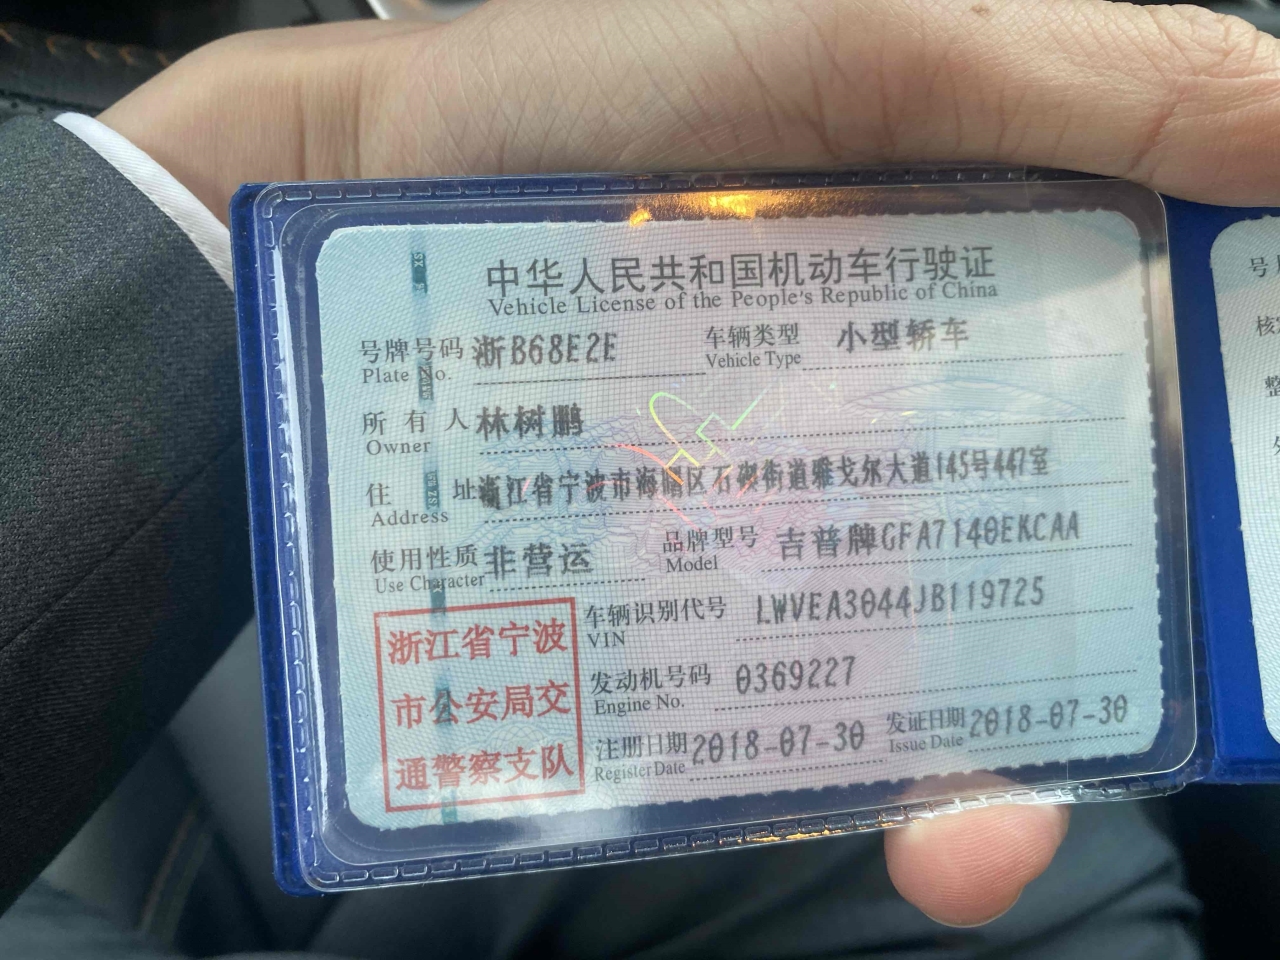 中华人民共和国机动车行驶证
Vehicle License of the People's Republic of China
号牌号码 浙B68E2E 车辆类型 小型轿车
Plate No. Vehicle Type
所有人 林树鹏
Owner
住址 浙江省宁波市海曙区石碶街道雅戈尔大道145号447室
Address
使用性质 非营运 品牌型号 吉普牌GFA7140EKCAA
Use Character Model
车辆识别代号 LWVEA3044JB119725
VIN
发动机号码 0369227
Engine No.
注册日期 2018-07-30 发证日期 2018-07-30
Register Date Issue Date
浙江省宁波
市公安局交
通警察支队
号
核
整